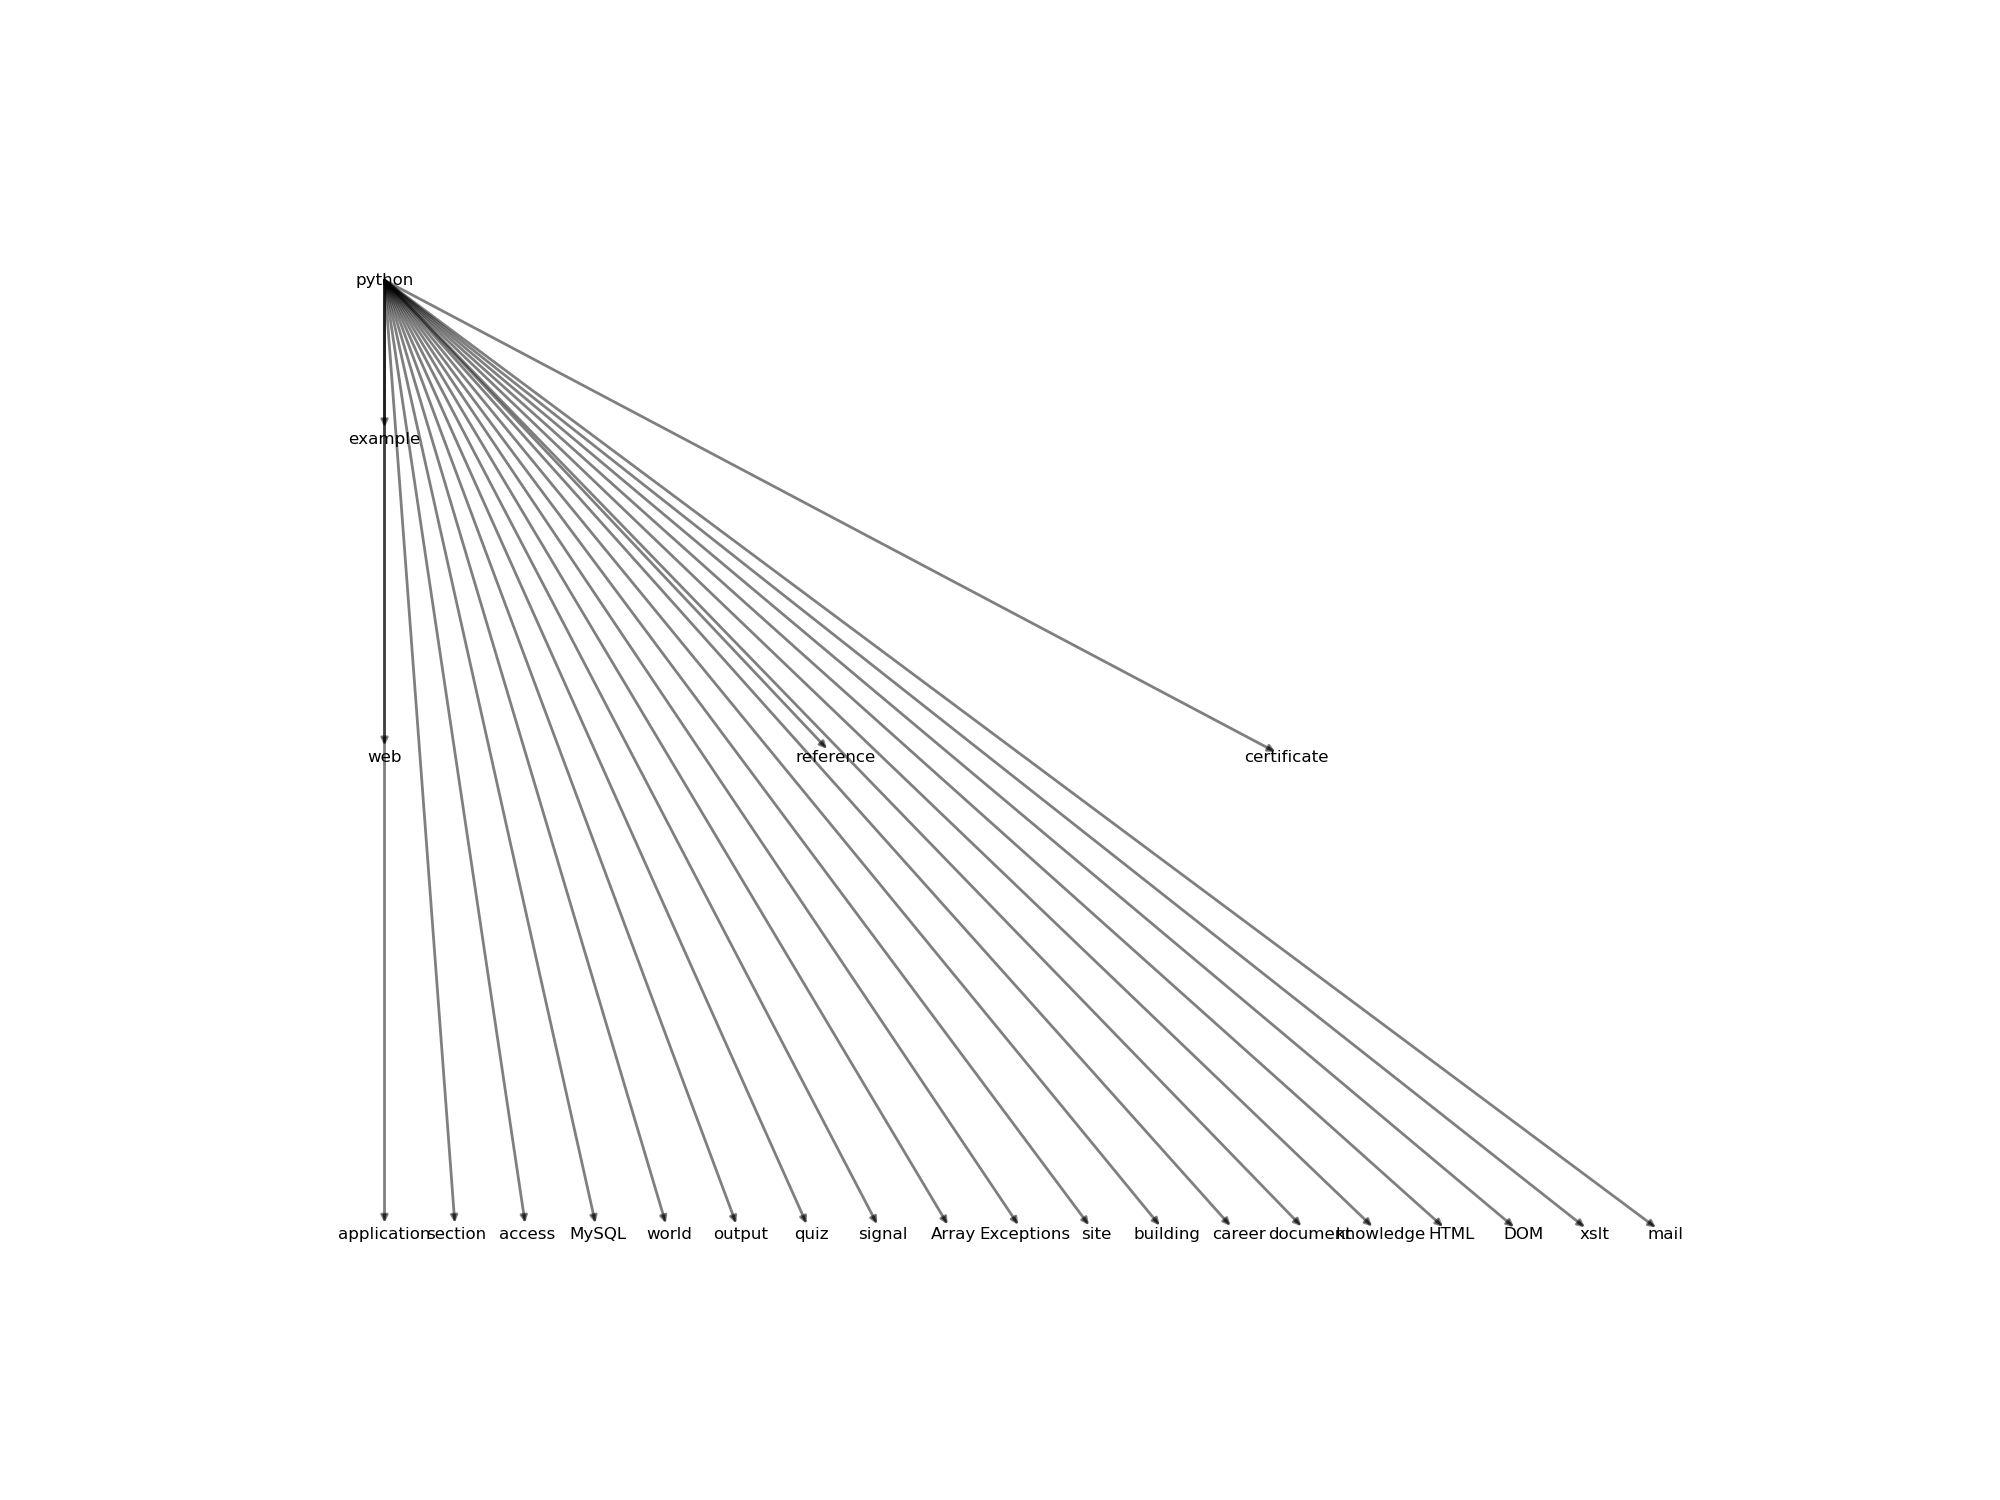 python
example
web reference certificate
application section access MySQL world output quiz signal Array Exceptions site building career document knowledge HTML DOM xslt mail